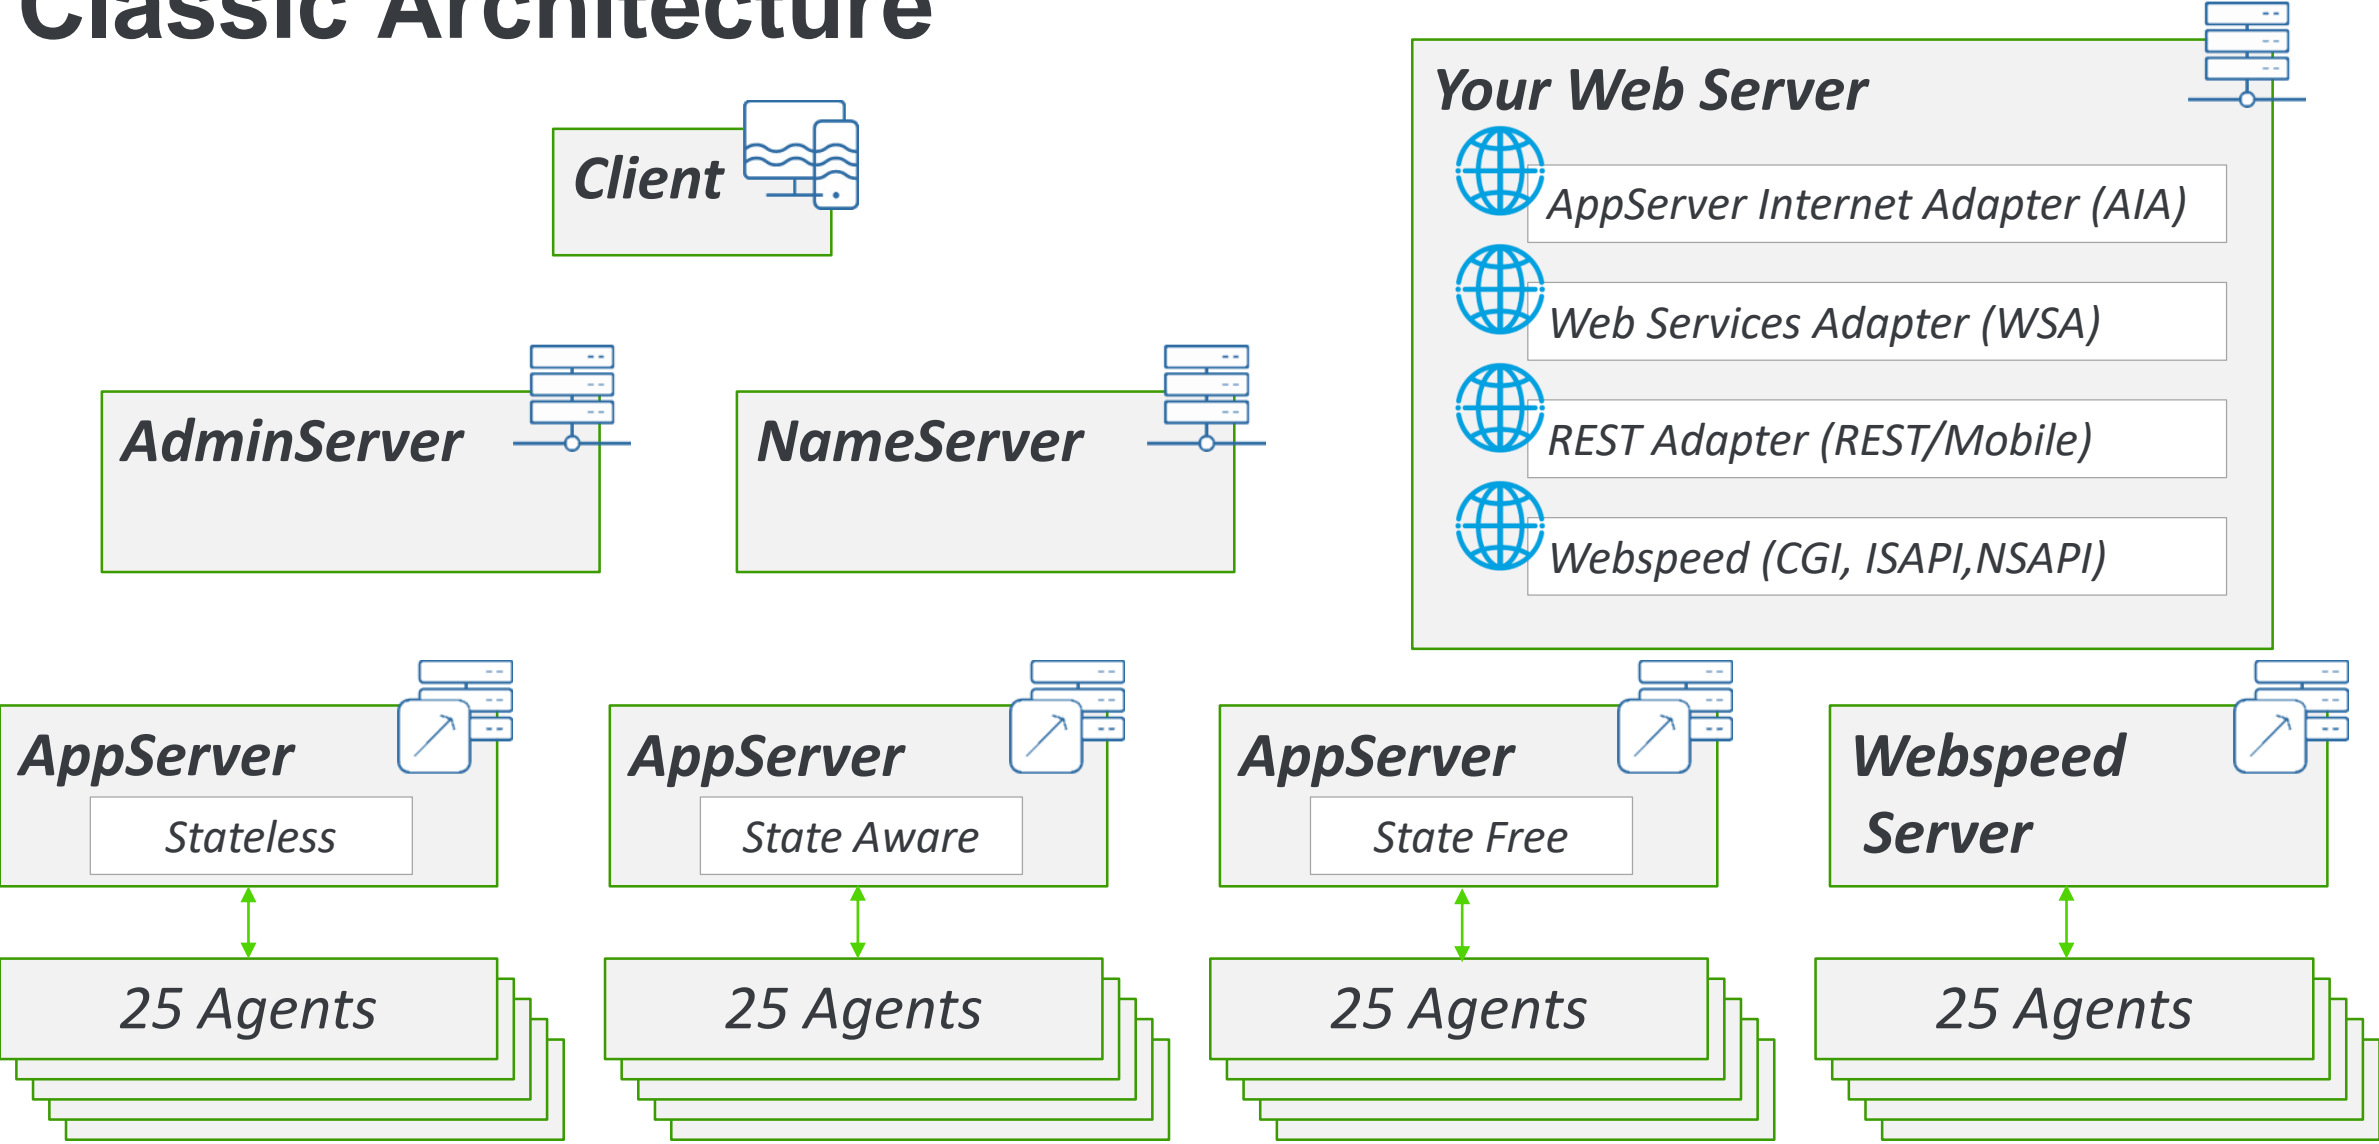 Classic Architecture
Client
Your Web Server
AppServer Internet Adapter (AIA)
Web Services Adapter (WSA)
REST Adapter (REST/Mobile)
Webspeed (CGI, ISAPI,NSAPI)
AdminServer
NameServer
AppServer
Stateless
AppServer
State Aware
AppServer
State Free
Webspeed
Server
25 Agents
25 Agents
25 Agents
25 Agents